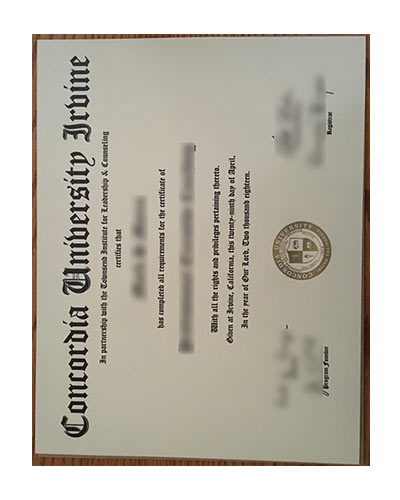 Concordia University Irvine
In partnership with the Townsend Institute for Leadership & Counseling
certifies that
has completed all requirements for the certificate of
With all the rights and privileges pertaining thereto.
Given at Irvine, California, this twenty-ninth day of April,
In the year of Our Lord, Two thousand eighteen.
Program Founder
Registrar
CONCORDIA UNIVERSITY